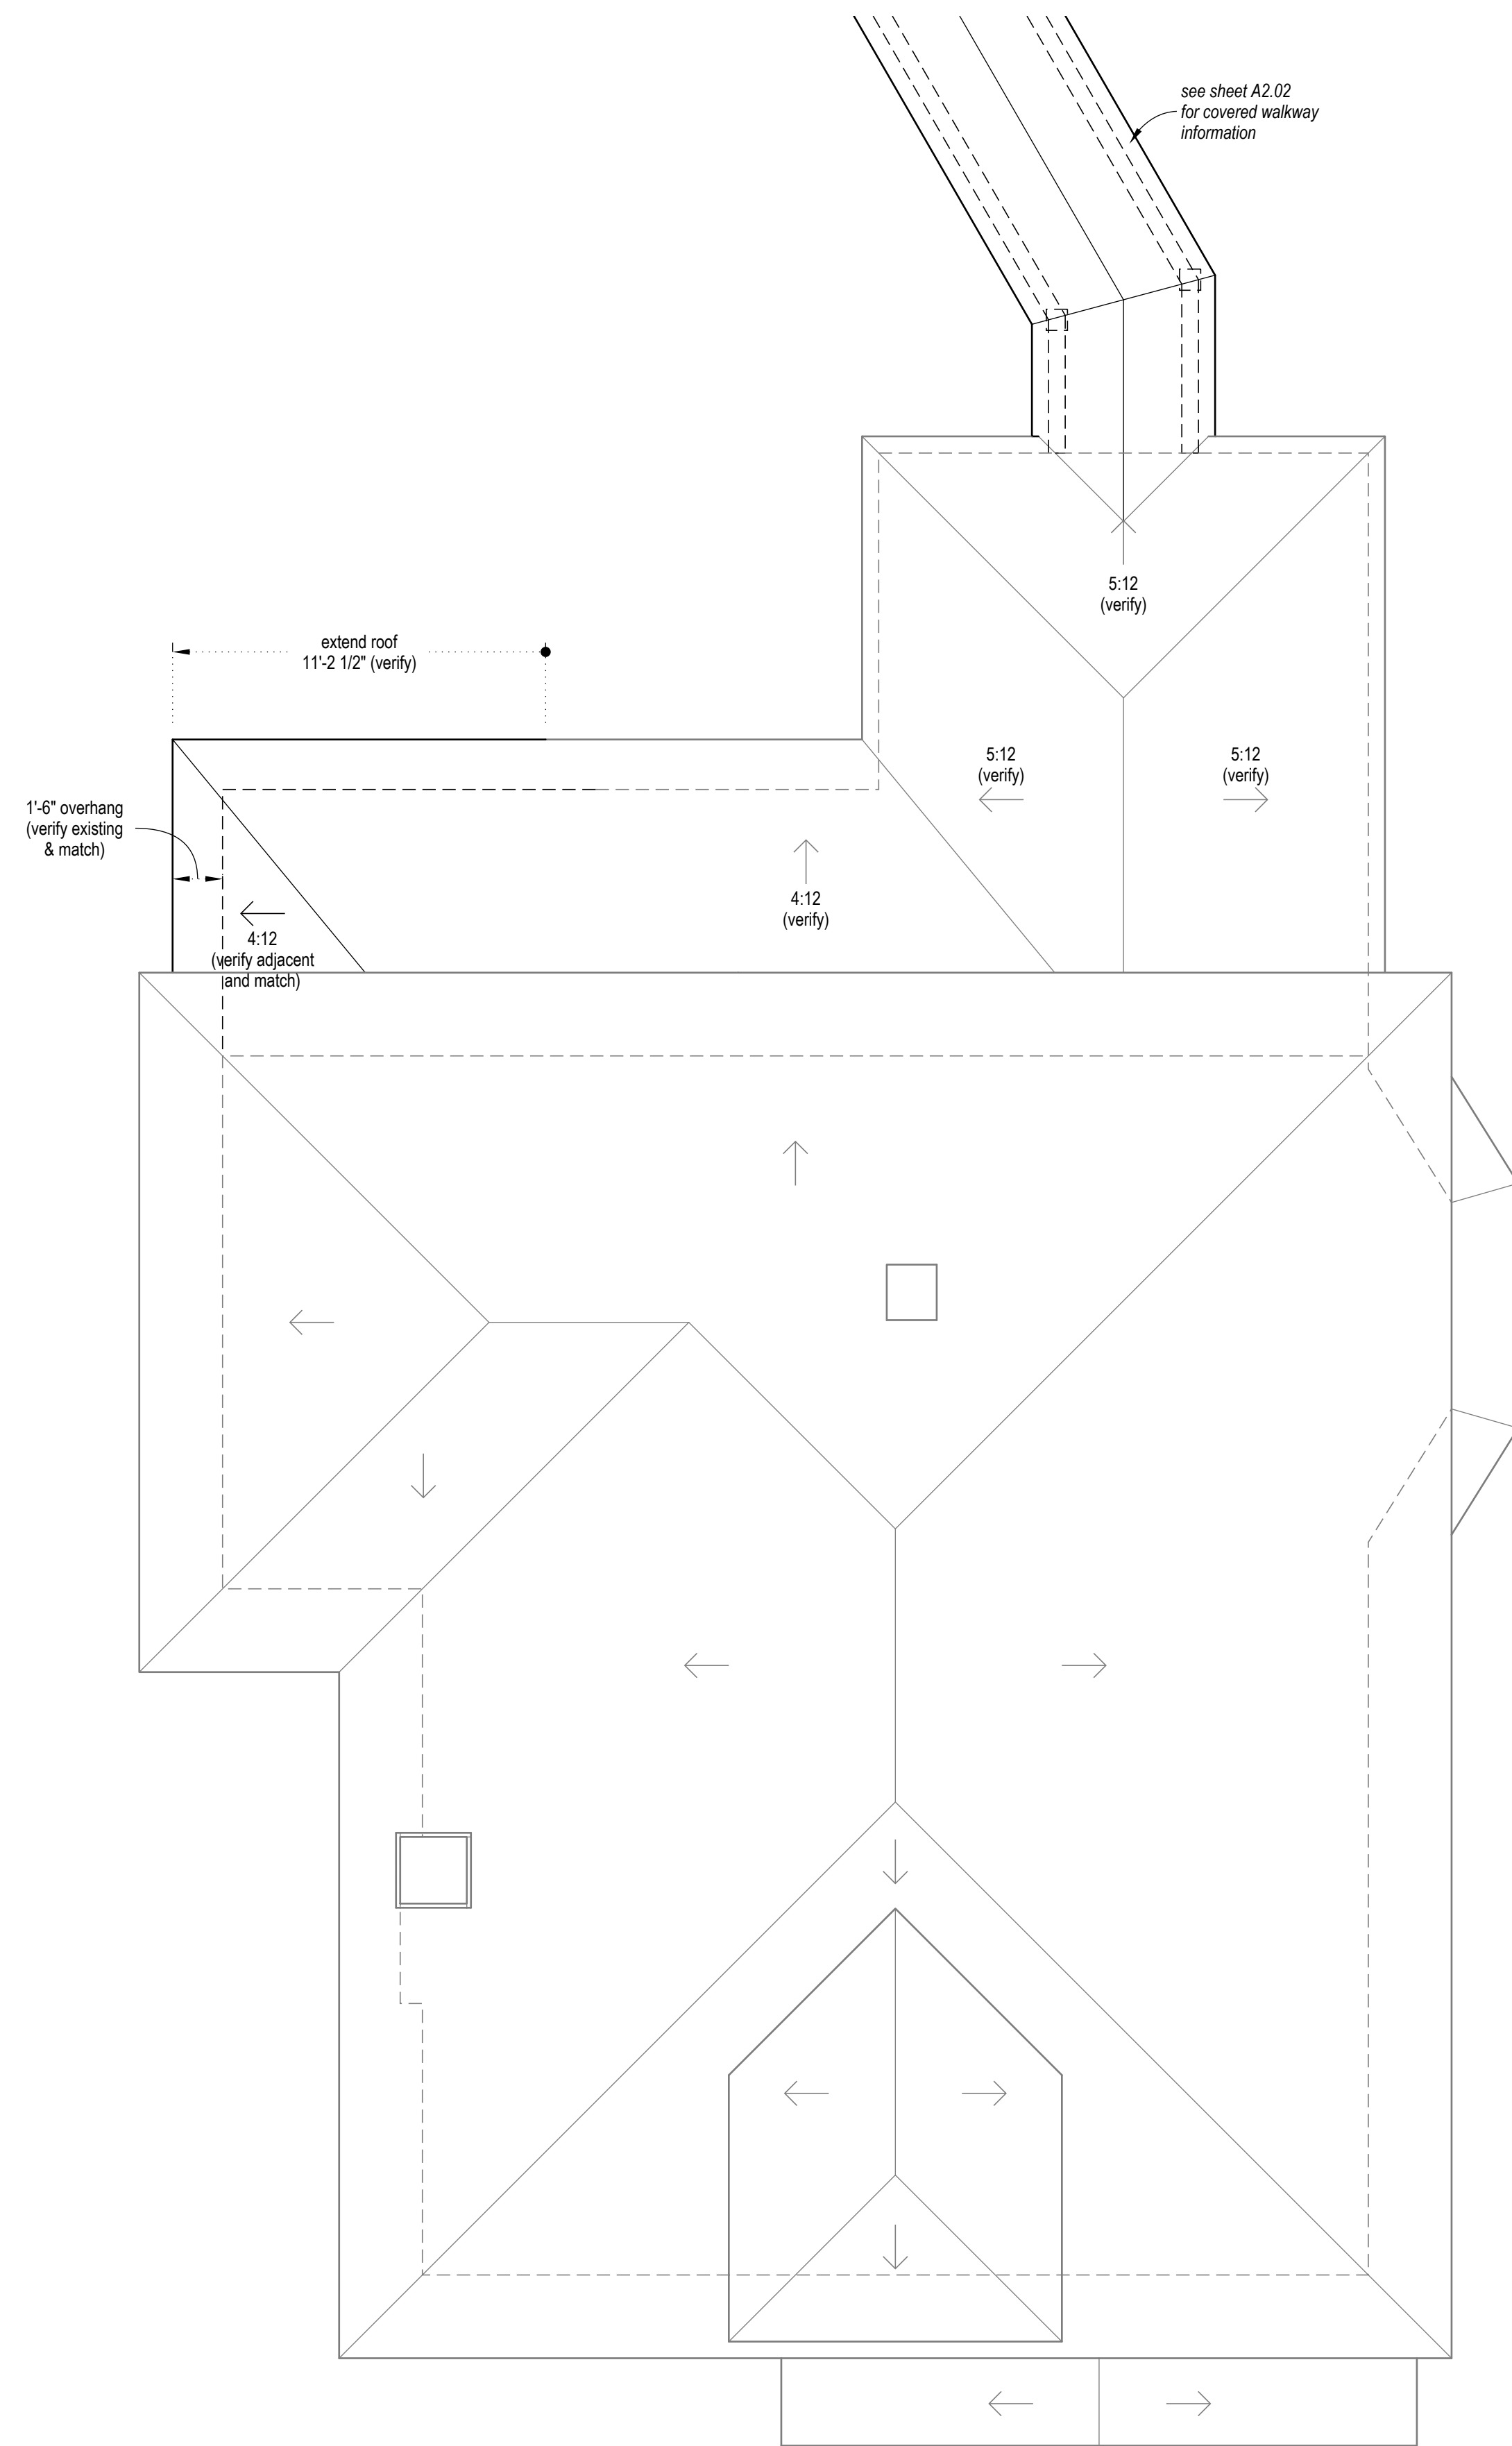 see sheet A2.02
for covered walkway
information
5:12
(verify)
extend roof
11'-2 1/2" (verify)
5:12
(verify)
5:12
(verify)
1'-6" overhang
(verify existing
& match)
4:12
(verify)
4:12
(verify adjacent
and match)